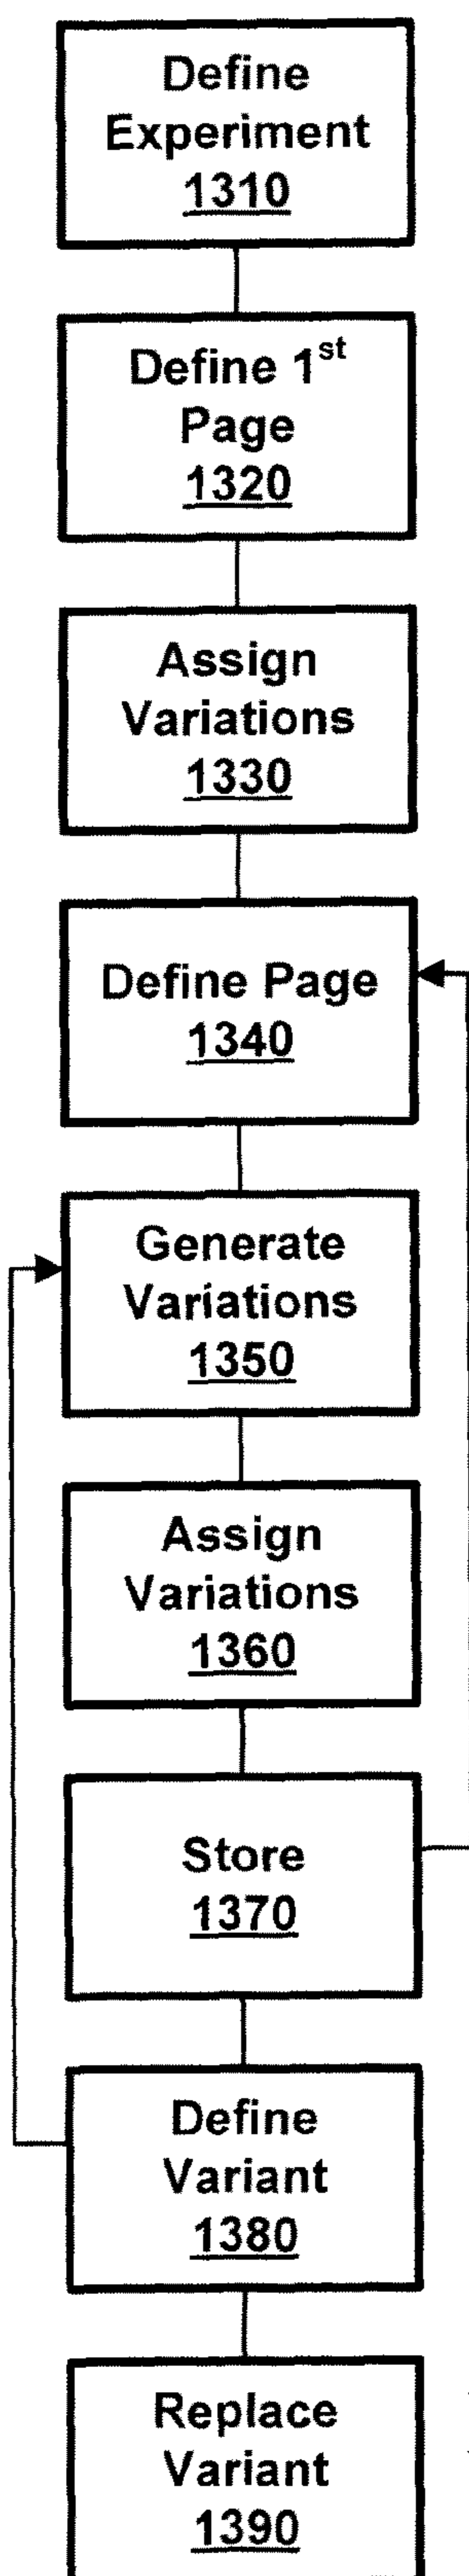 Define
Experiment
1310
Define 1st
Page
1320
Assign
Variations
1330
Define Page
1340
Generate
Variations
1350
Assign
Variations
1360
Store
1370
Define
Variant
1380
Replace
Variant
1390